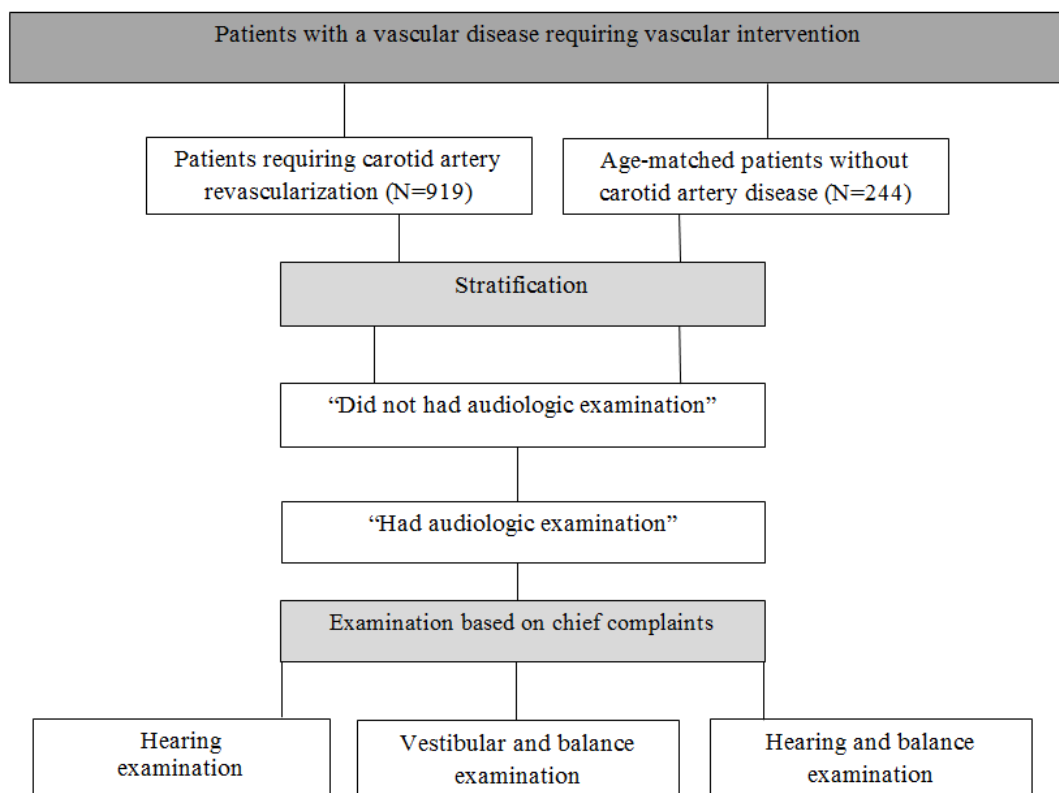 Patients with a vascular disease requiring vascular intervention
Patients requiring carotid artery
revascularization (N=919)
Age-matched patients without
carotid artery disease (N=244)
Stratification
“Did not had audiologic examination”
“Had audiologic examination”
Examination based on chief complaints
Hearing
examination
Vestibular and balance
examination
Hearing and balance
examination